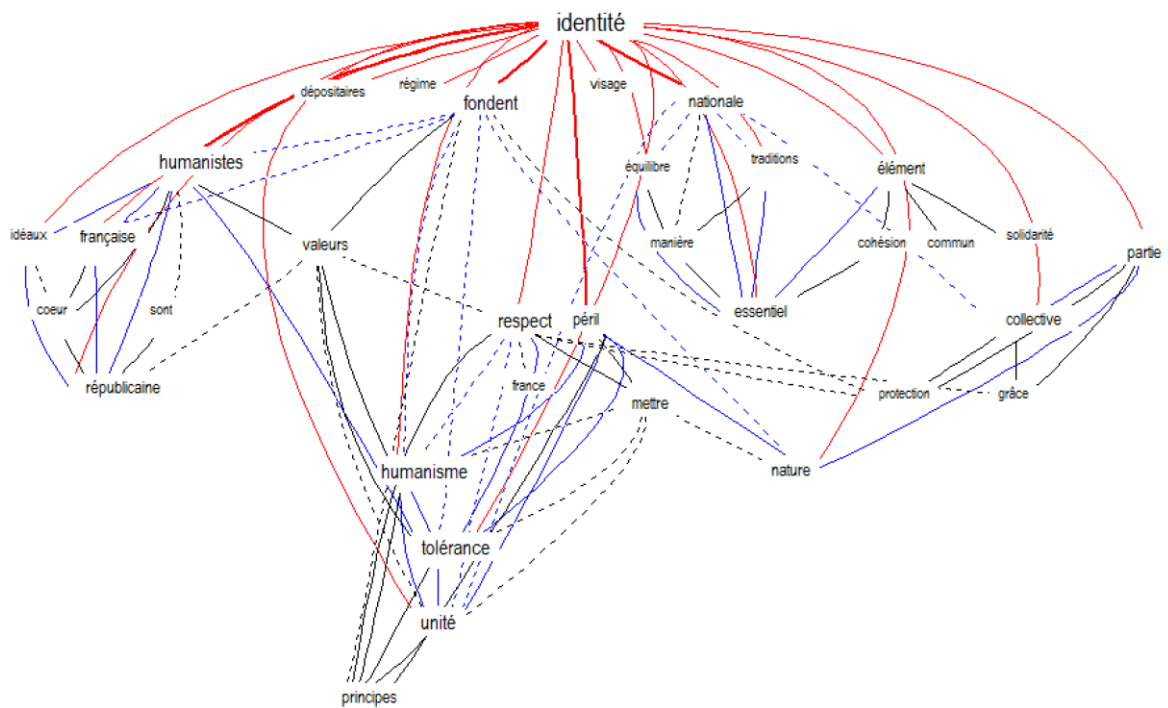 identité
dépositaires
régime
visage
fondent
nationale
humanistes
équilibre
traditions
élément
idéaux
française
valeurs
manière
cohésion
commun
solidarité
partie
coeur
sont
respect
péril
essentiel
collective
républicaine
france
mettre
protection
grâce
humanisme
nature
tolérance
unité
principes